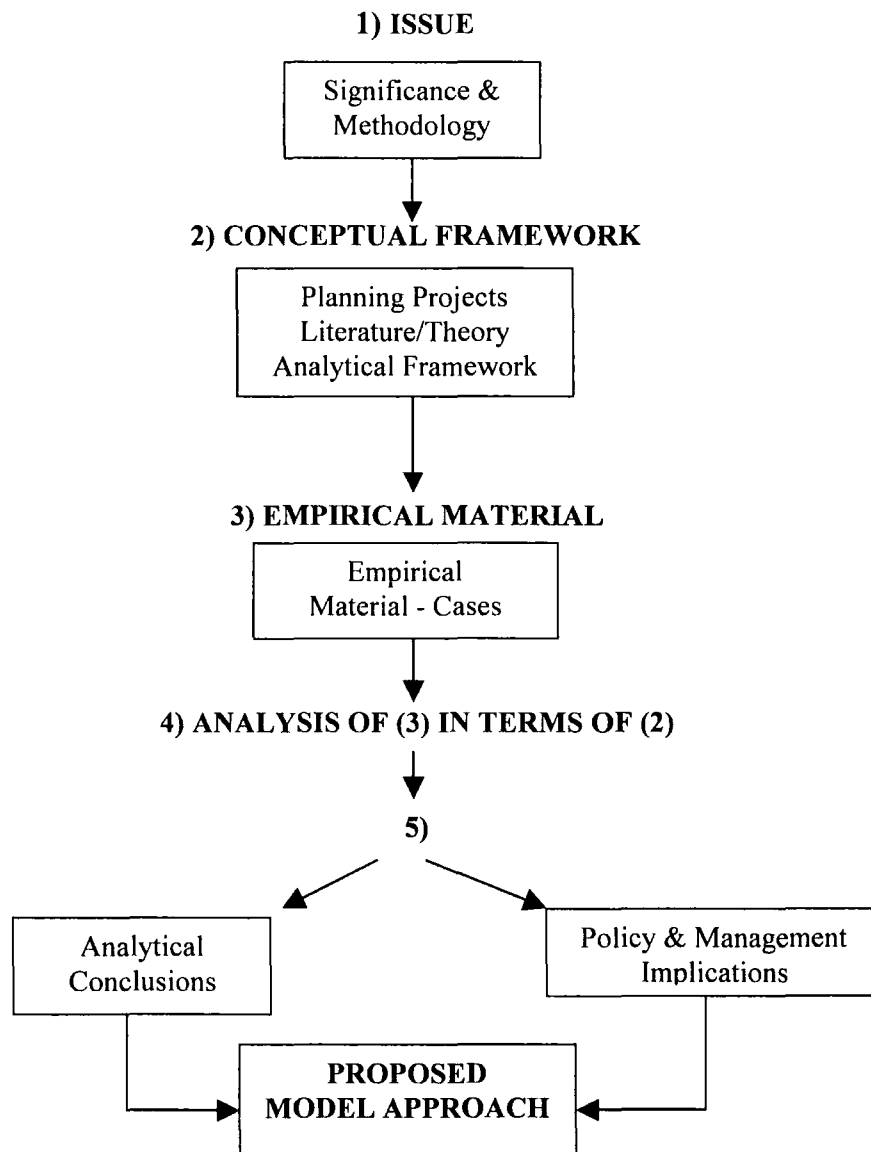 1) ISSUE
Significance &
Methodology
2) CONCEPTUAL FRAMEWORK
Planning Projects
Literature/Theory
Analytical Framework
3) EMPIRICAL MATERIAL
Empirical
Material - Cases
4) ANALYSIS OF (3) IN TERMS OF (2)
5)
Analytical
Conclusions
Policy & Management
Implications
PROPOSED
MODEL APPROACH